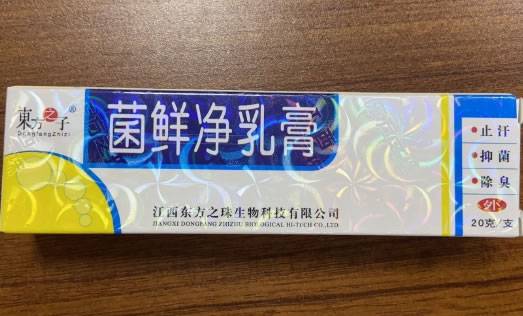 東方之子®
DongfangZhizi
菌鲜净乳膏
江西东方之珠生物科技有限公司
JIANGXI DONGFANG ZHIZHU BIOLOGICAL HI-TECH CO.,LTD
•止汗
•抑菌
•除臭
外
20克/支